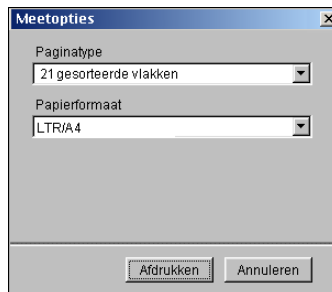 Meetopties
Paginatype
21 gesorteerde vlakken
Papierformaat
LTR/A4
Afdrukken Annuleren